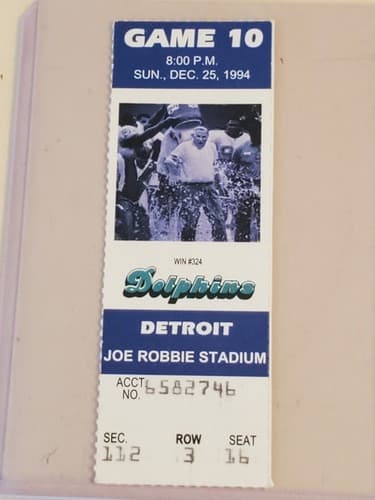 GAME 10
8:00 P.M.
SUN., DEC. 25, 1994
WIN #324
Dolphins
DETROIT
JOE ROBBIE STADIUM
ACCT NO. 6582746
SEC. ROW SEAT
112 3 16